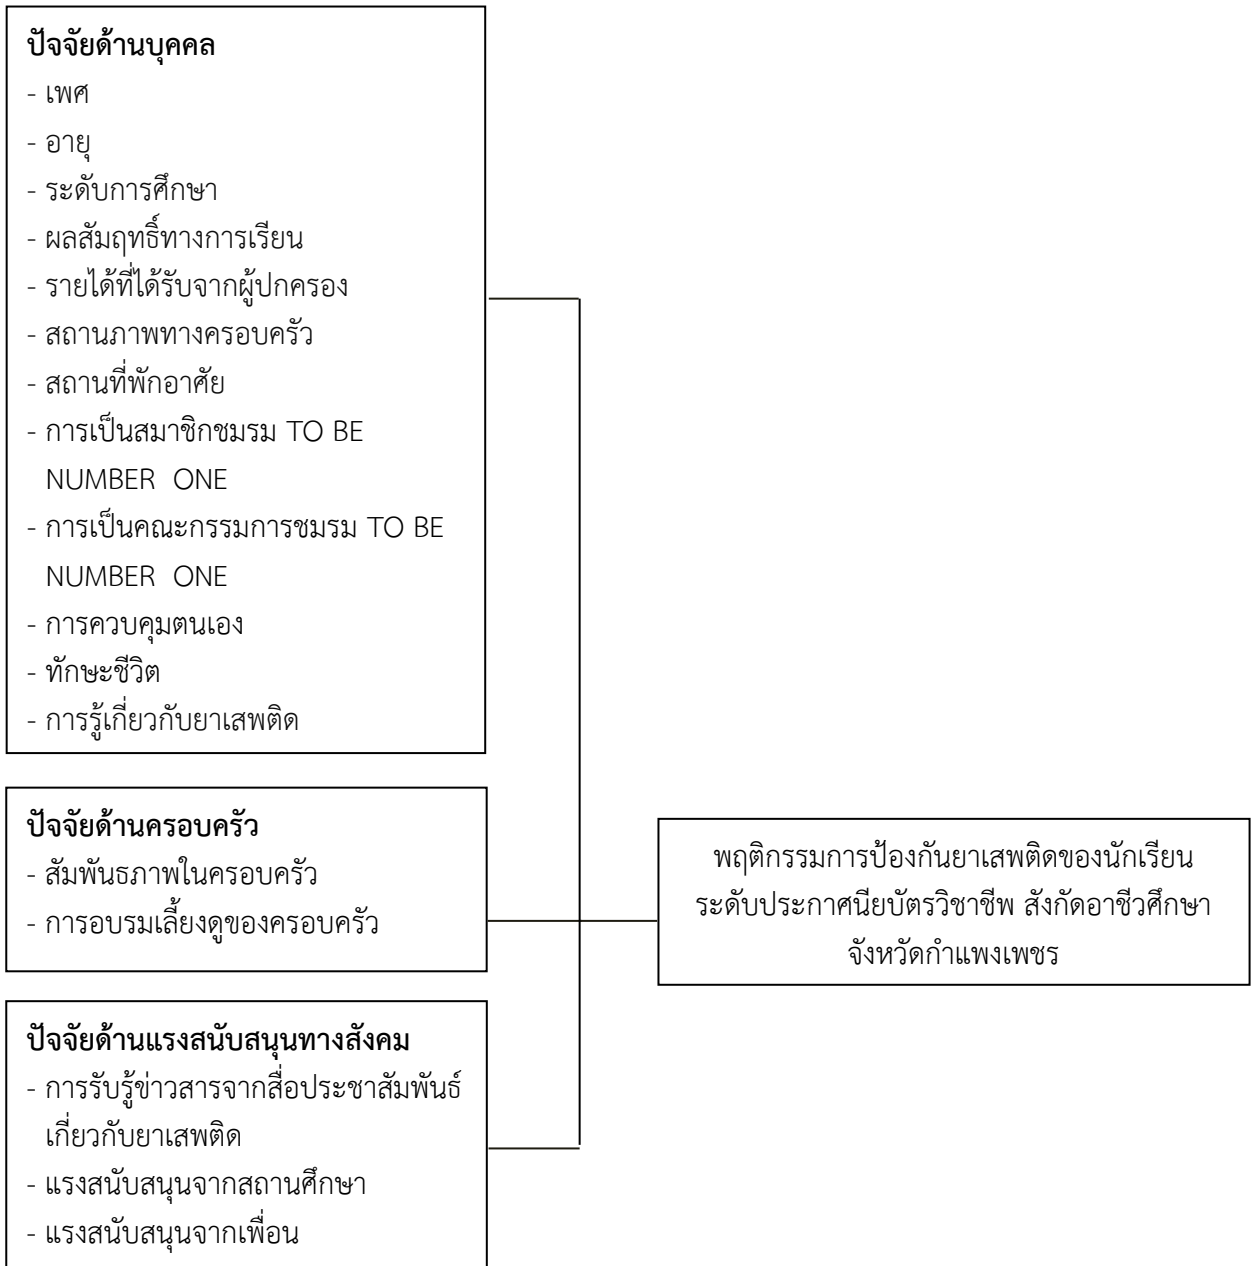 ปัจจัยด้านบุคคล
- เพศ
- อายุ
- ระดับการศึกษา
- ผลสัมฤทธิ์ทางการเรียน
- รายได้ที่ได้รับจากผู้ปกครอง
- สถานภาพทางครอบครัว
- สถานที่พักอาศัย
- การเป็นสมาชิกชมรม TO BE
NUMBER ONE
- การเป็นคณะกรรมการชมรม TO BE
NUMBER ONE
- การควบคุมตนเอง
- ทักษะชีวิต
- การรู้เกี่ยวกับยาเสพติด
ปัจจัยด้านครอบครัว
- สัมพันธภาพในครอบครัว
- การอบรมเลี้ยงดูของครอบครัว
ปัจจัยด้านแรงสนับสนุนทางสังคม
- การรับรู้ข่าวสารจากสื่อประชาสัมพันธ์
เกี่ยวกับยาเสพติด
- แรงสนับสนุนจากสถานศึกษา
- แรงสนับสนุนจากเพื่อน
พฤติกรรมการป้องกันยาเสพติดของนักเรียน
ระดับประกาศนียบัตรวิชาชีพ สังกัดอาชีวศึกษา
จังหวัดกำแพงเพชร